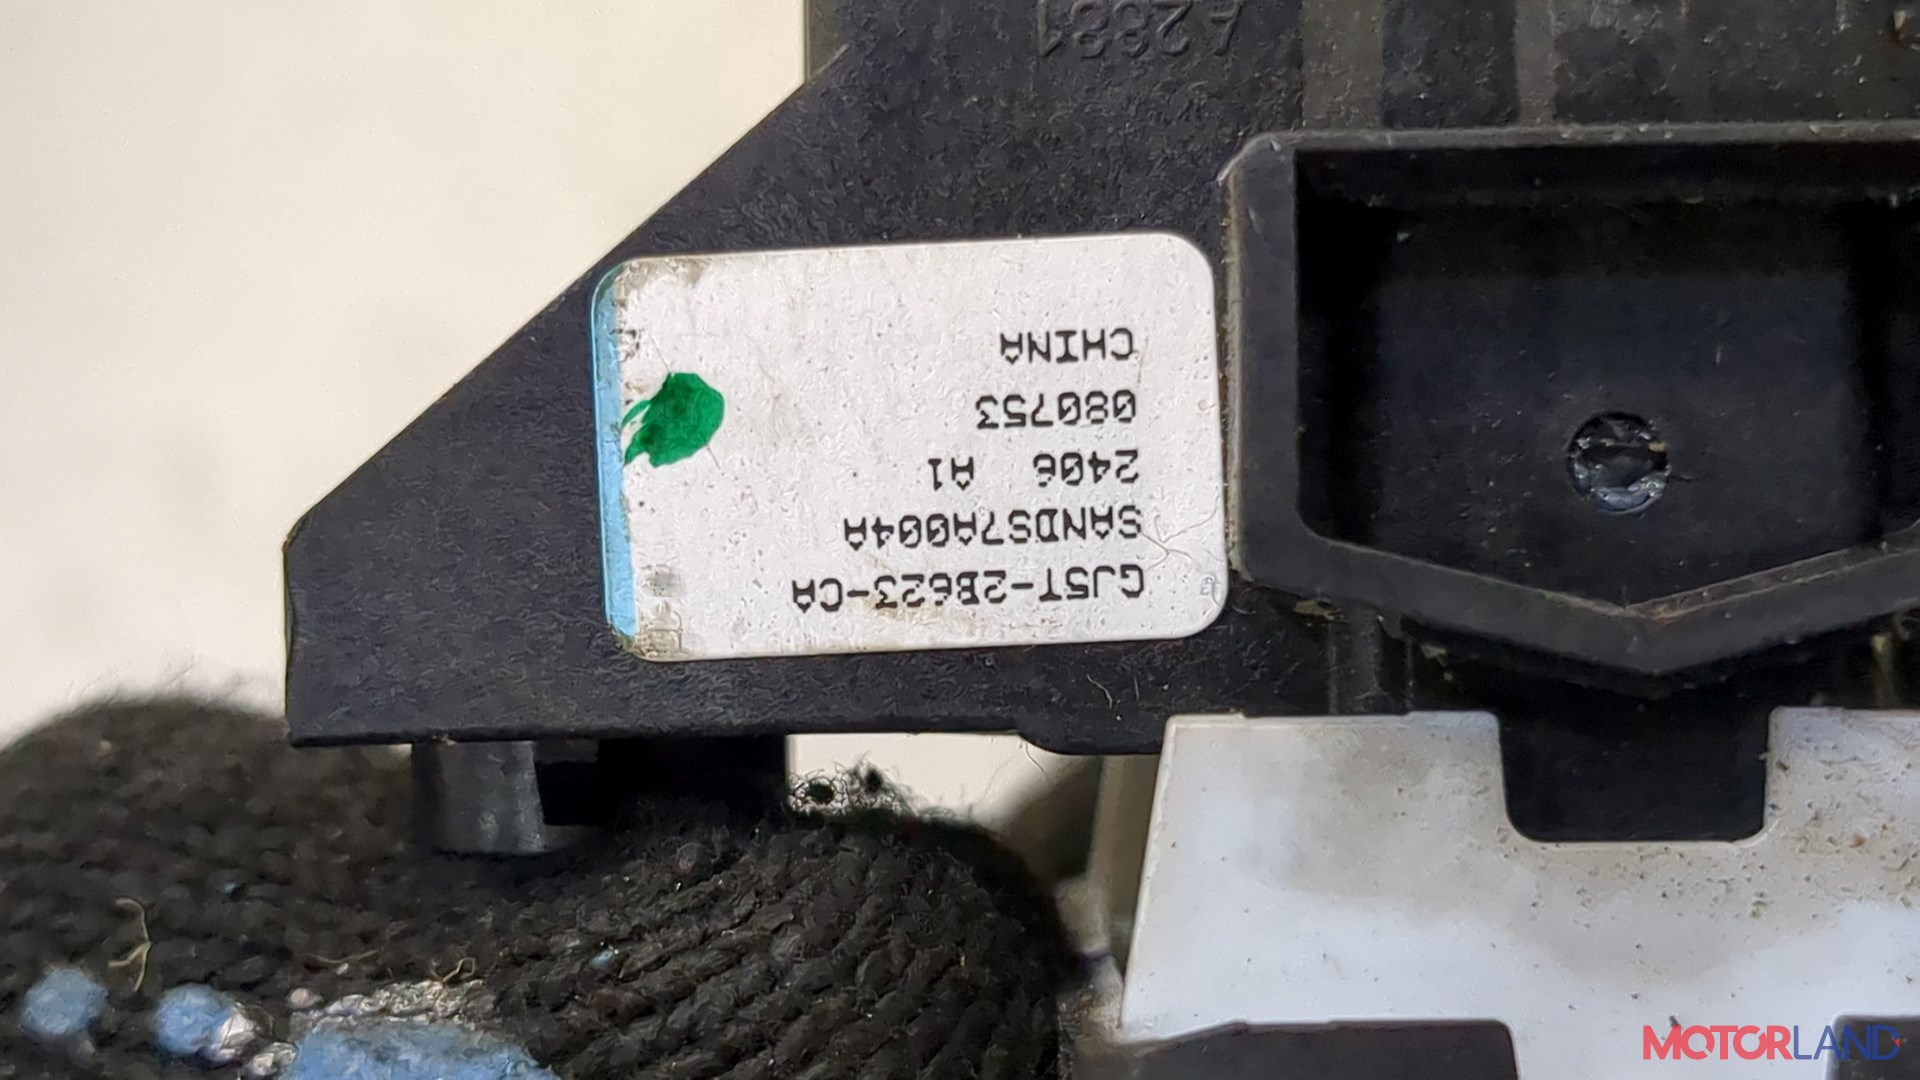 GJ5T-2B623-CA
SANDS7A004A
2406 A1
080753
CHINA
MOTORLAND